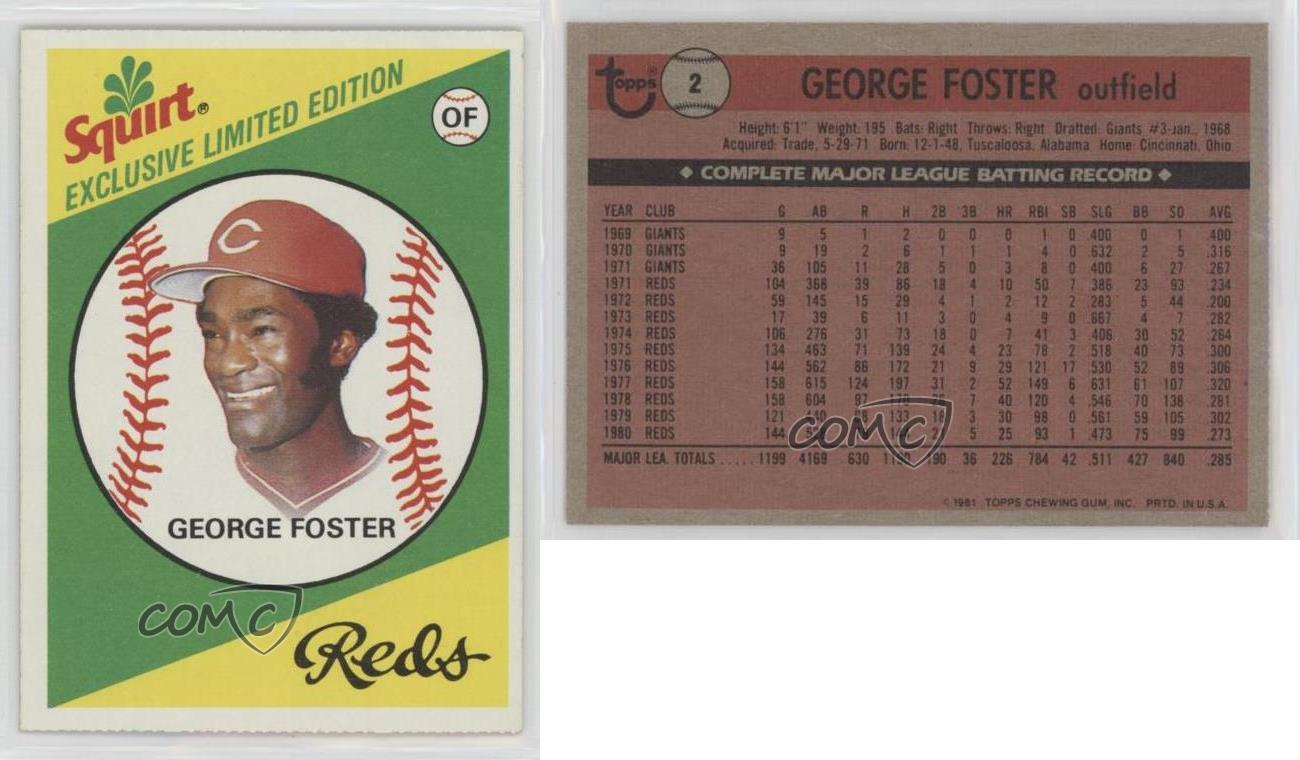 Squirt®
EXCLUSIVE LIMITED EDITION
OF
C
GEORGE FOSTER
Reds
COMC
topps® 2 GEORGE FOSTER outfield
Height: 6'1" Weight: 195 Bats: Right Throws: Right Drafted: Giants #3-Jan., 1968
Acquired: Trade, 5-29-71 Born: 12-1-48, Tuscaloosa, Alabama Home: Cincinnati, Ohio
◆ COMPLETE MAJOR LEAGUE BATTING RECORD ◆
YEAR CLUB G AB R H 2B 3B HR RBI SB SLG BB SO AVG
1969 GIANTS 9 5 1 2 0 0 0 1 0 .400 0 1 .400
1970 GIANTS 9 19 2 6 1 1 1 4 0 .632 2 5 .316
1971 GIANTS 36 105 11 28 5 0 3 8 0 .400 6 27 .267
1971 REDS 104 368 39 86 18 4 10 50 7 .386 23 93 .234
1972 REDS 59 145 15 29 4 1 2 12 2 .283 5 44 .200
1973 REDS 17 39 6 11 3 0 4 9 0 .667 4 7 .282
1974 REDS 106 276 31 73 18 0 7 41 3 .406 30 52 .264
1975 REDS 134 463 71 139 24 4 23 78 2 .518 40 73 .300
1976 REDS 144 562 86 172 21 9 29 121 17 .530 52 89 .306
1977 REDS 158 615 124 197 31 2 52 149 6 .631 61 107 .320
1978 REDS 158 604 97 170 7 40 120 4 .546 70 138 .281
1979 REDS 121 440 133 3 30 98 0 .561 59 105 .302
1980 REDS 144 5 25 93 1 .473 75 99 .273
MAJOR LEA. TOTALS ..... 1199 4169 630 1190 190 36 226 784 42 .511 427 840 .285
© 1981 TOPPS CHEWING GUM, INC. PRTD. IN U.S.A.
COMC